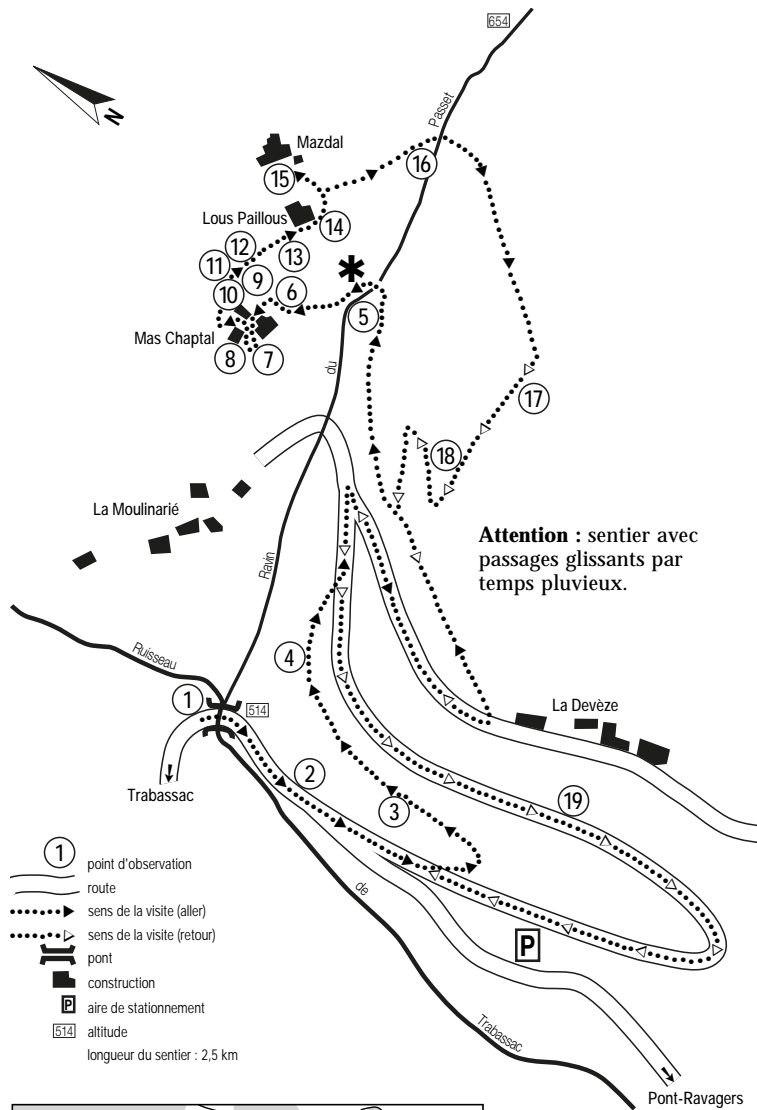 654
Passet
N
Mazdal
16
15
Lous Paillous
14
12
13
11
9
10
6
5
Mas Chaptal
8
7
du
17
18
La Moulinarié
Attention : sentier avec
passages glissants par
temps pluvieux.
Ravin
Ruisseau
4
1
514
La Devèze
2
Trabassac
19
3
de
P
Trabassac
Pont-Ravagers
1 point d'observation
route
sens de la visite (aller)
sens de la visite (retour)
pont
construction
P aire de stationnement
514 altitude
longueur du sentier : 2,5 km